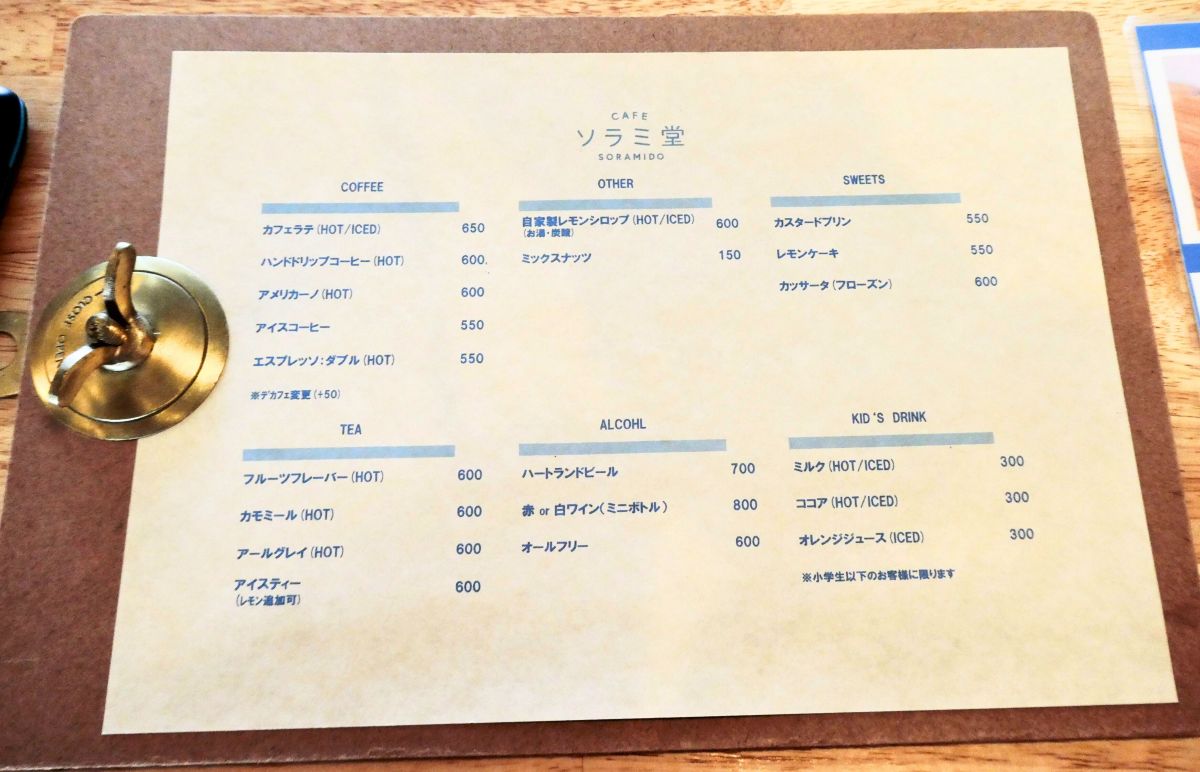 CAFE
ソラミ堂
SORAMIDO
COFFEE
カフェラテ(HOT/ICED) 650
ハンドドリップコーヒー(HOT) 600.
アメリカーノ(HOT) 600
アイスコーヒー 550
エスプレッソ:ダブル(HOT) 550
※デカフェ変更(+50)
OTHER
自家製レモンシロップ(HOT/ICED) 600
(お湯・炭酸)
ミックスナッツ 150
SWEETS
カスタードプリン 550
レモンケーキ 550
カッサータ(フローズン) 600
TEA
フルーツフレーバー(HOT) 600
カモミール(HOT) 600
アールグレイ(HOT) 600
アイスティー 600
(レモン追加可)
ALCOHL
ハートランドビール 700
赤 or 白ワイン(ミニボトル) 800
オールフリー 600
KID'S DRINK
ミルク(HOT/ICED) 300
ココア(HOT/ICED) 300
オレンジジュース(ICED) 300
※小学生以下のお客様に限ります
CLOSE